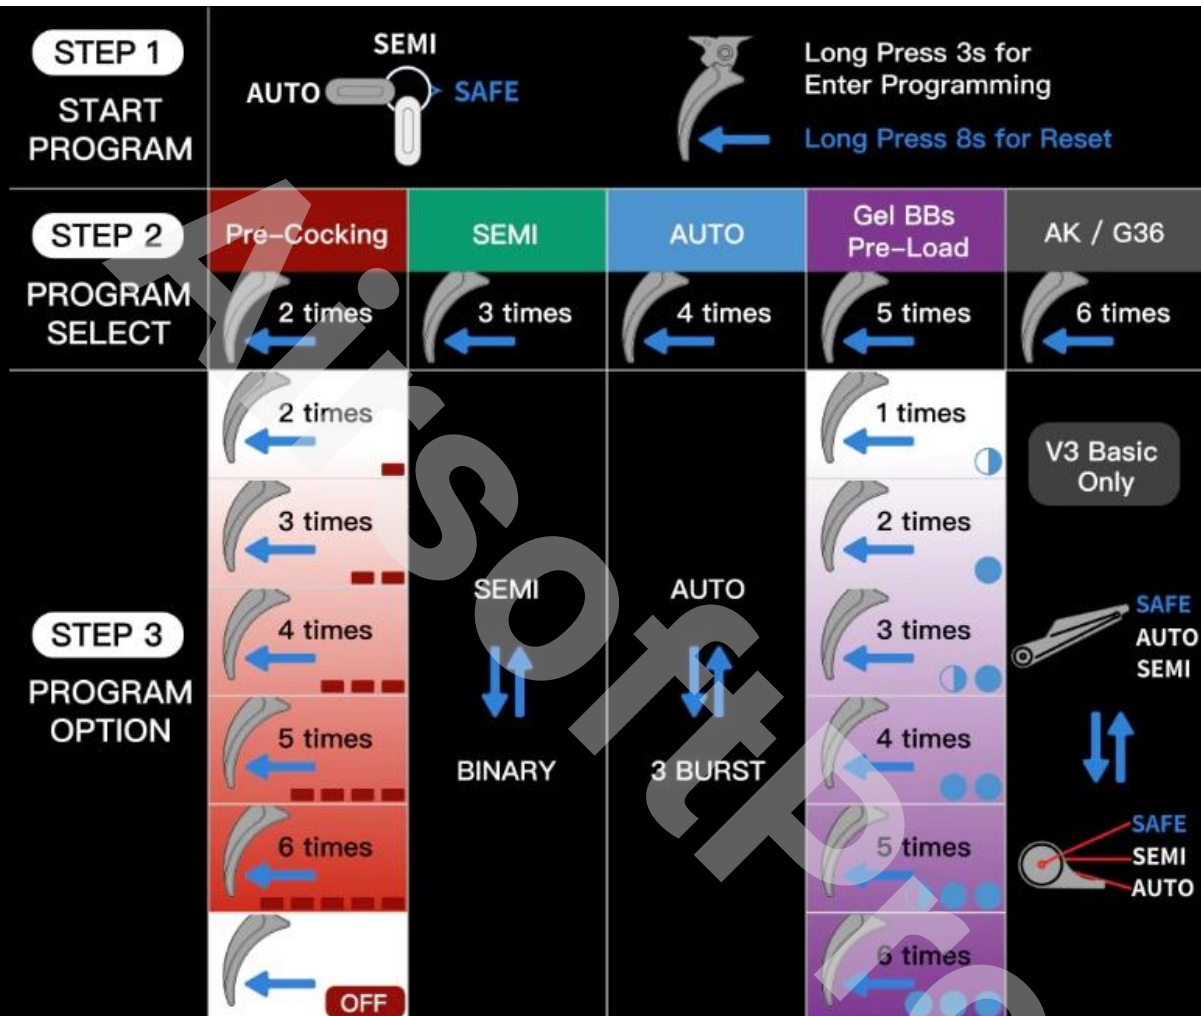 STEP 1
START
PROGRAM
SEMI
AUTO
SAFE
Long Press 3s for
Enter Programming
Long Press 8s for Reset
STEP 2
PROGRAM
SELECT
Pre-Cocking
SEMI
AUTO
Gel BBs
Pre-Load
AK / G36
2 times
3 times
4 times
5 times
6 times
STEP 3
PROGRAM
OPTION
2 times
3 times
4 times
5 times
6 times
OFF
SEMI
BINARY
AUTO
3 BURST
1 times
2 times
3 times
4 times
5 times
6 times
V3 Basic
Only
SAFE
AUTO
SEMI
SAFE
SEMI
AUTO
AirsoftPro